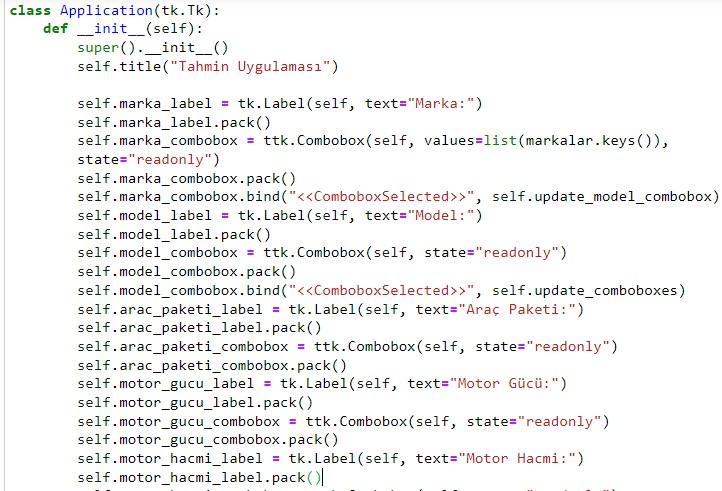 class Application(tk.Tk):
    def __init__(self):
        super().__init__()
        self.title("Tahmin Uygulaması")

        self.marka_label = tk.Label(self, text="Marka:")
        self.marka_label.pack()
        self.marka_combobox = ttk.Combobox(self, values=list(markalar.keys()),
        state="readonly")
        self.marka_combobox.pack()
        self.marka_combobox.bind("<<ComboboxSelected>>", self.update_model_combobox)
        self.model_label = tk.Label(self, text="Model:")
        self.model_label.pack()
        self.model_combobox = ttk.Combobox(self, state="readonly")
        self.model_combobox.pack()
        self.model_combobox.bind("<<ComboboxSelected>>", self.update_comboboxes)
        self.arac_paketi_label = tk.Label(self, text="Araç Paketi:")
        self.arac_paketi_label.pack()
        self.arac_paketi_combobox = ttk.Combobox(self, state="readonly")
        self.arac_paketi_combobox.pack()
        self.motor_gucu_label = tk.Label(self, text="Motor Gücü:")
        self.motor_gucu_label.pack()
        self.motor_gucu_combobox = ttk.Combobox(self, state="readonly")
        self.motor_gucu_combobox.pack()
        self.motor_hacmi_label = tk.Label(self, text="Motor Hacmi:")
        self.motor_hacmi_label.pack()